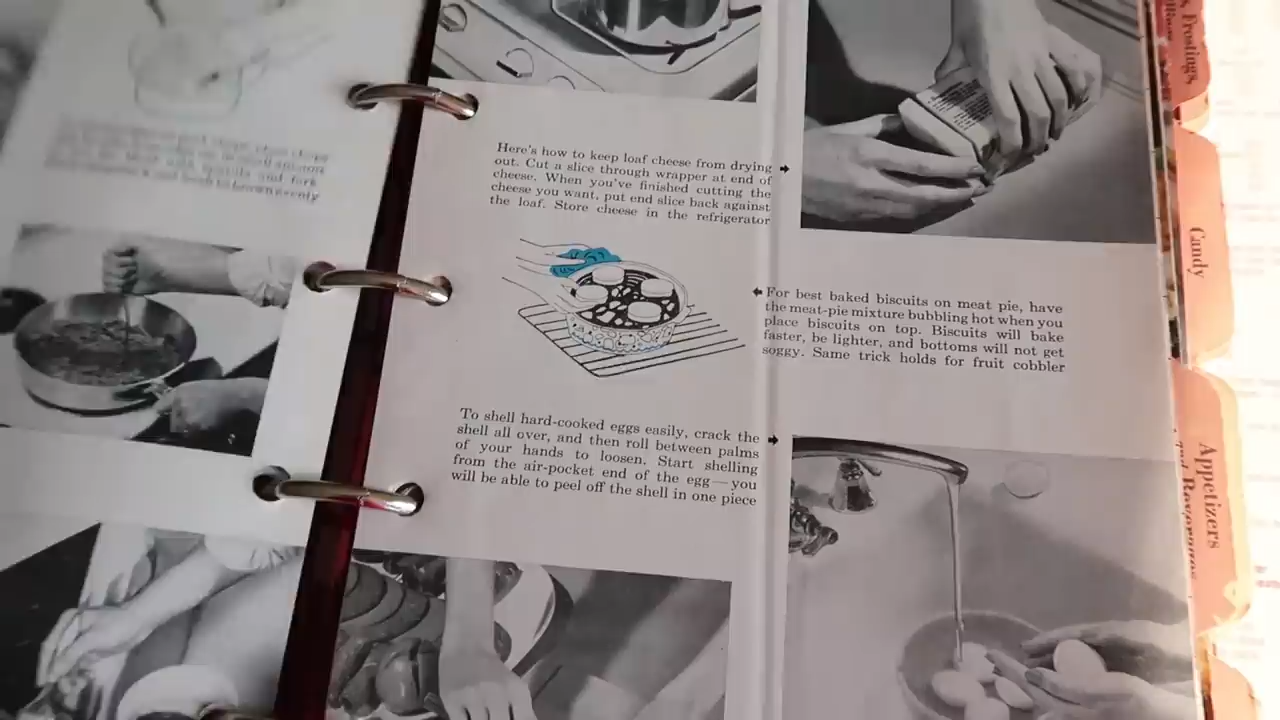 Here's how to keep loaf cheese from drying
out. Cut a slice through wrapper at end of
cheese. When you've finished cutting the
cheese you want, put end slice back against
the loaf. Store cheese in the refrigerator
For best baked biscuits on meat pie, have
the meat-pie mixture bubbling hot when you
place biscuits on top. Biscuits will bake
faster, be lighter, and bottoms will not get
soggy. Same trick holds for fruit cobbler
To shell hard-cooked eggs easily, crack the
shell all over, and then roll between palms
of your hands to loosen. Start shelling
from the air-pocket end of the egg—you
will be able to peel off the shell in one piece
Frostings,
Candy
Appetizers
and Beverages